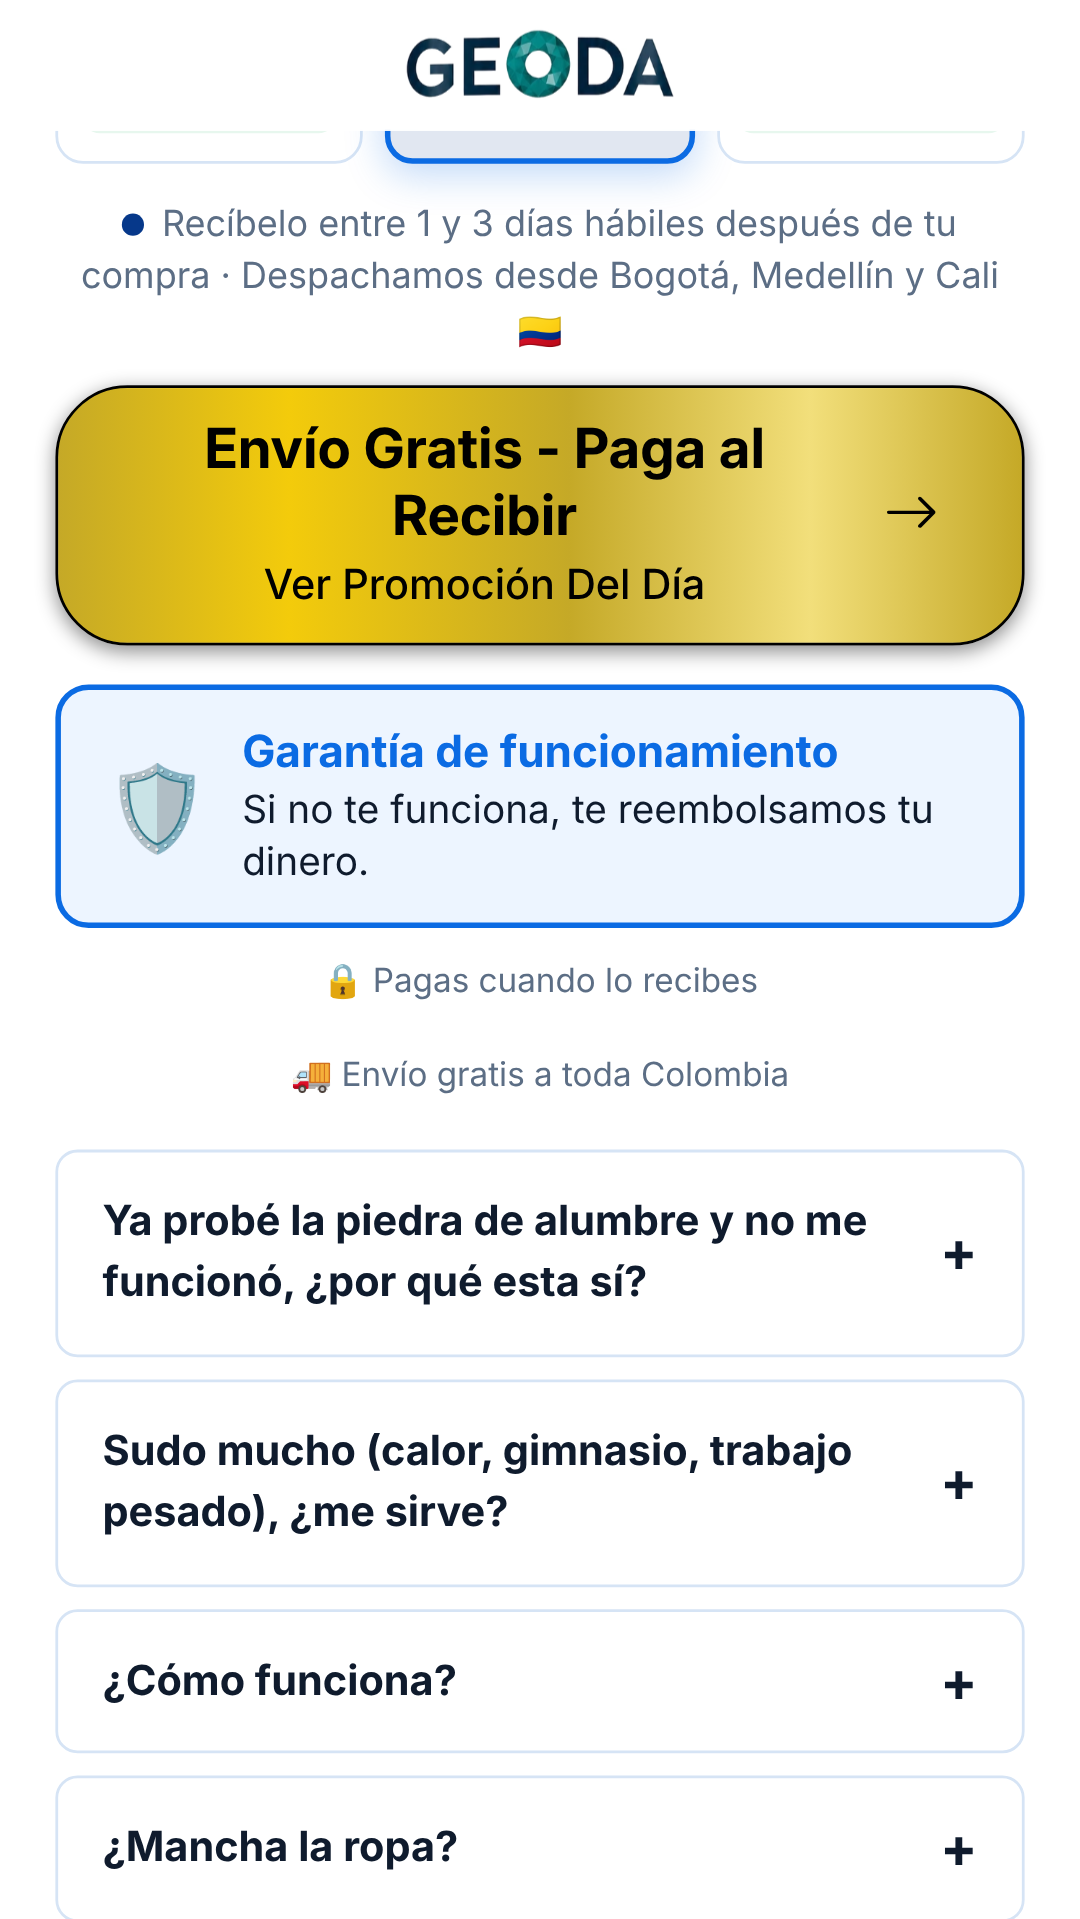 GEODA
Recíbelo entre 1 y 3 días hábiles después de tu
compra · Despachamos desde Bogotá, Medellín y Cali
🇨🇴
Envío Gratis - Paga al
Recibir
Ver Promoción Del Día
Garantía de funcionamiento
Si no te funciona, te reembolsamos tu
dinero.
🔒 Pagas cuando lo recibes
🚚 Envío gratis a toda Colombia
Ya probé la piedra de alumbre y no me
funcionó, ¿por qué esta sí?
Sudo mucho (calor, gimnasio, trabajo
pesado), ¿me sirve?
¿Cómo funciona?
¿Mancha la ropa?